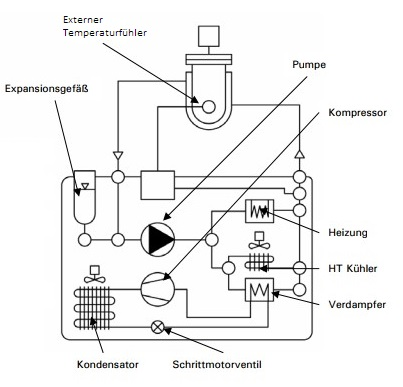 Externer
Temperaturfühler
Pumpe
Expansionsgefäß
Kompressor
Heizung
HT Kühler
Verdampfer
Kondensator
Schrittmotorventil